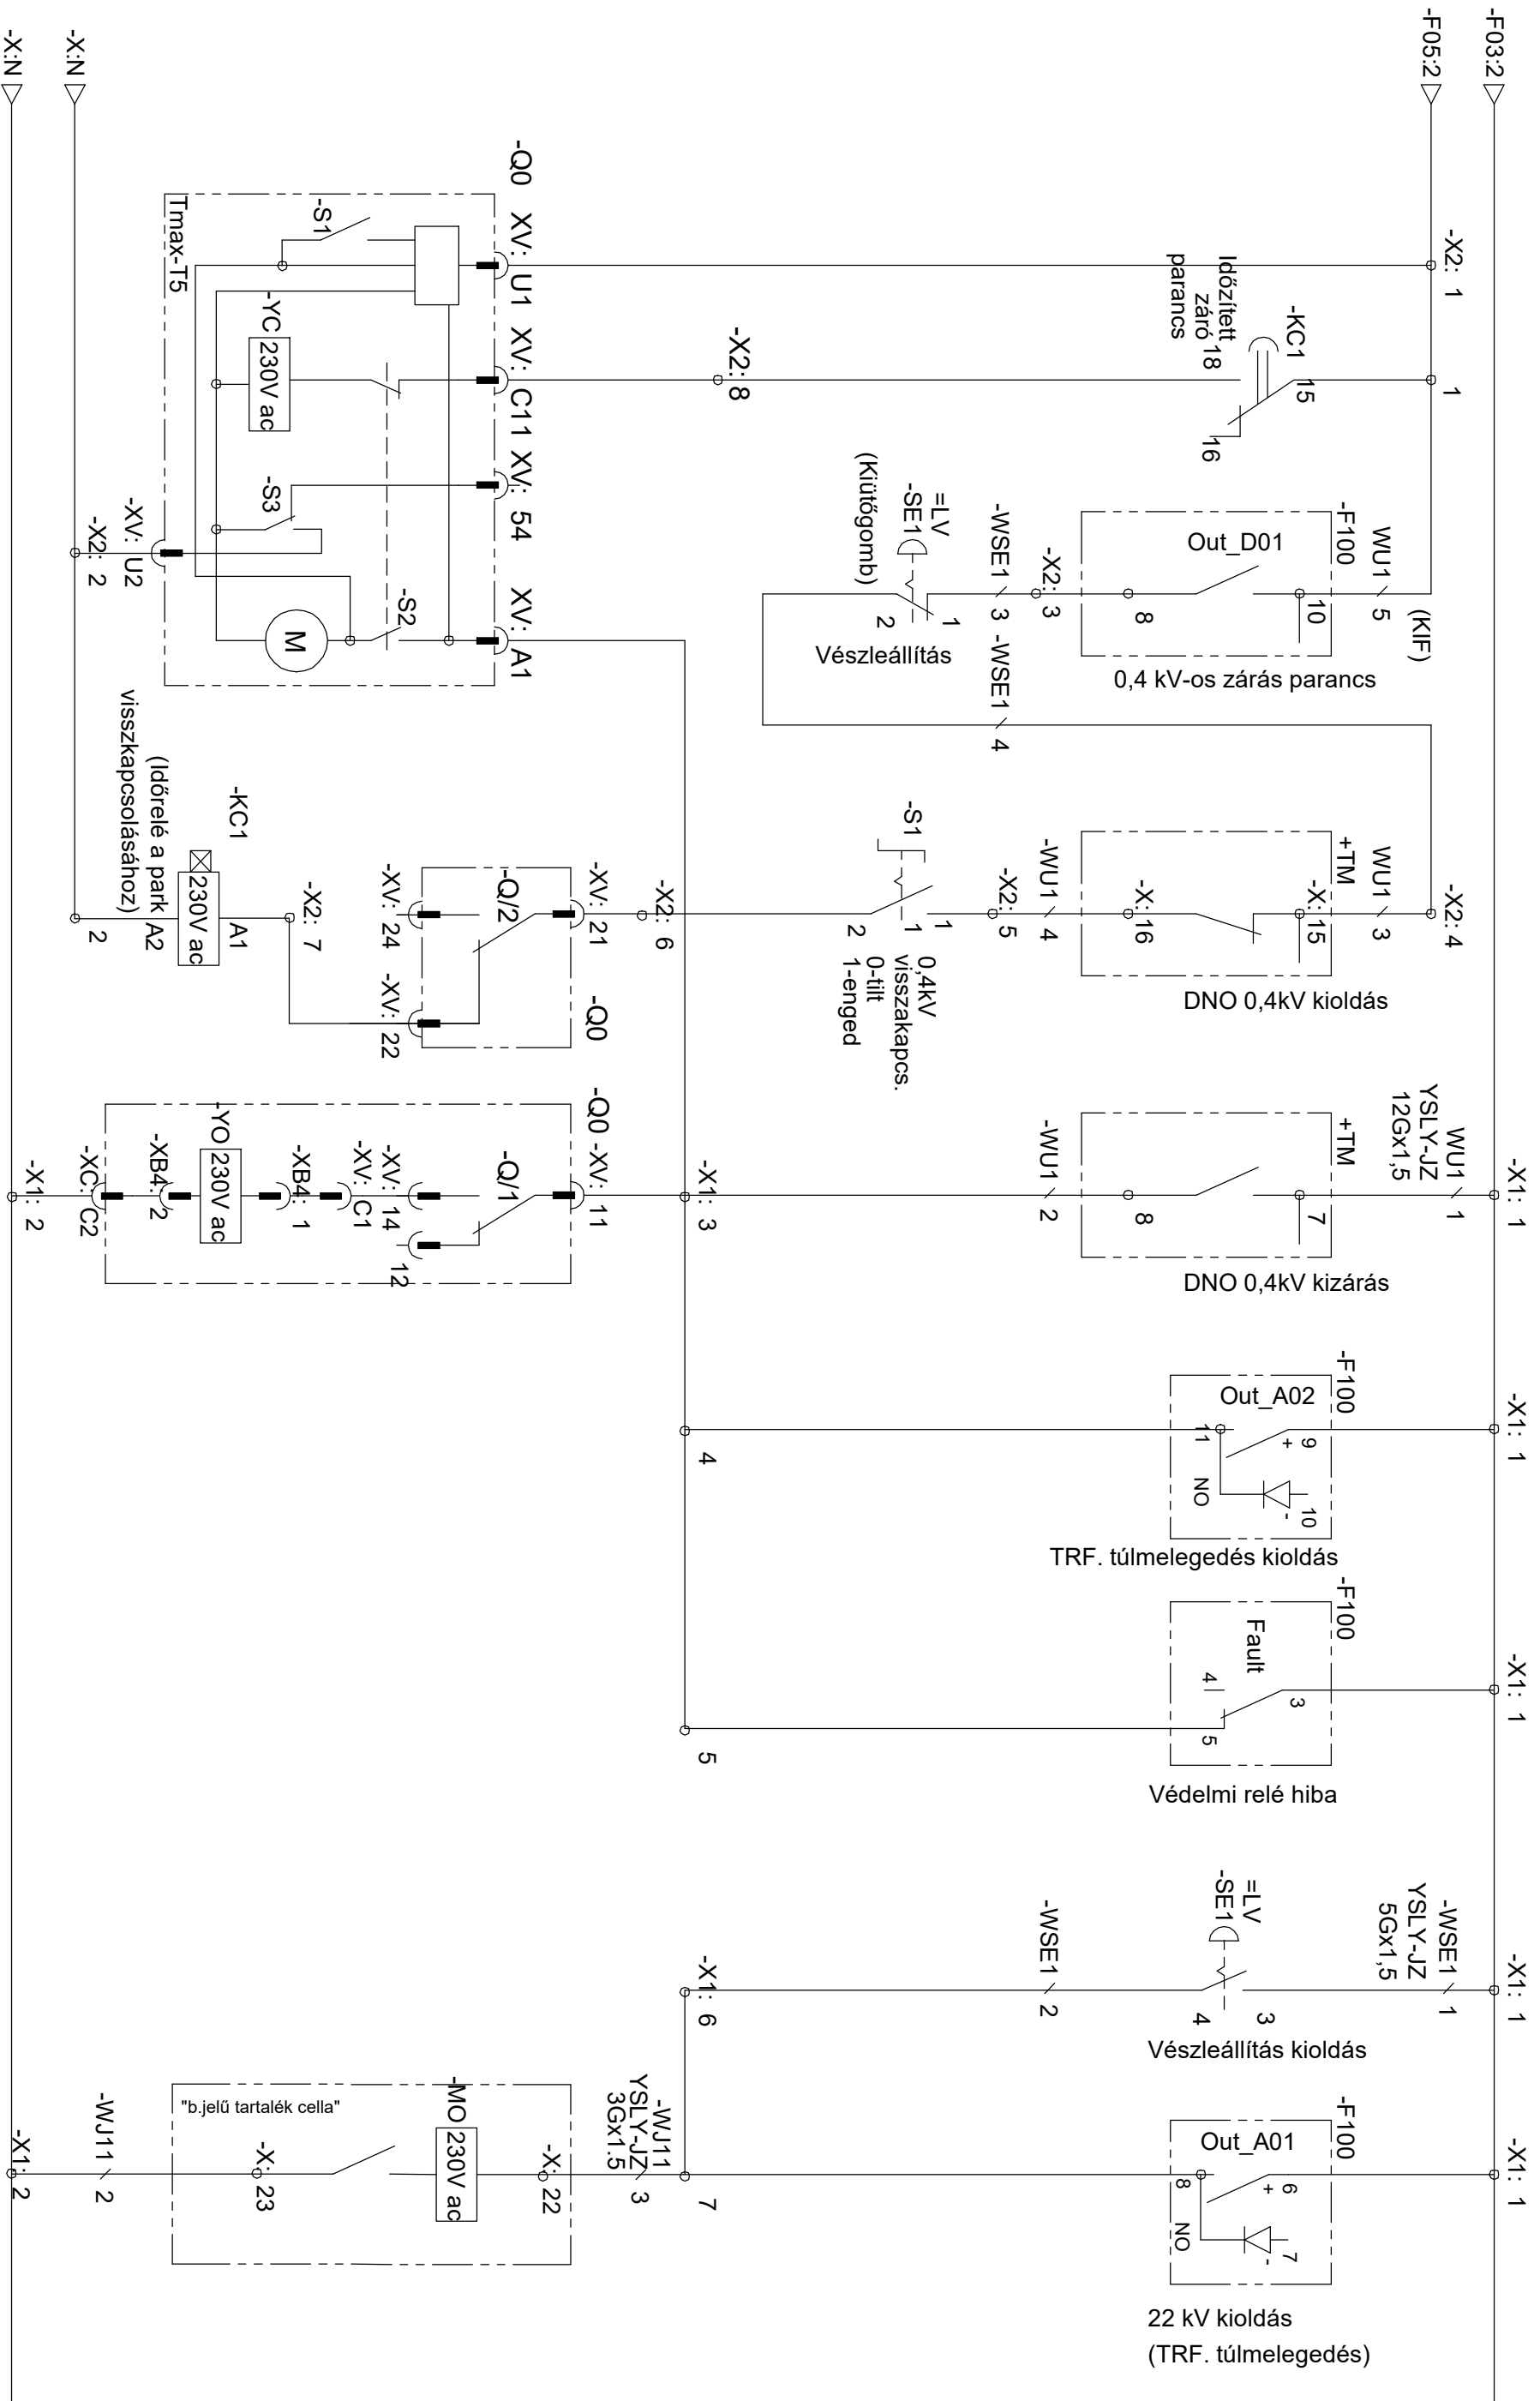 -F03:2
-F05:2
-X:N
-X:N
-X2: 1
1
-KC1
15
18
16
Időzített
záró
parancs
-X2: 8
-Q0
XV: U1
XV: C11
XV: 54
XV: A1
Tmax-T5
-S1
-YC
230V ac
-S3
-S2
M
-XV: U2
-X2: 2
(KIF)
WU1 5
-F100
Out_D01
10
8
0,4 kV-os zárás parancs
-X2: 3
-WSE1 3
-WSE1 4
=LV
-SE1
(Kiütőgomb)
1
2
Vészleállítás
-X2: 4
WU1 3
+TM
-X: 15
-X: 16
DNO 0,4kV kioldás
-WU1 4
-X2: 5
-S1
1
1
2
0,4kV
visszakapcs.
0-tilt
1-enged
-X2: 6
-XV: 21
-Q/2
-Q0
-XV: 24
-XV: 22
-X2: 7
-KC1
A1
230V ac
A2
(Időrelé a park
visszkapcsolásához)
2
-X1: 1
WU1 1
YSLY-JZ
12Gx1,5
+TM
7
8
DNO 0,4kV kizárás
-WU1 2
-X1: 3
-Q0
-XV: 11
-Q/1
-XV: 14
12
-XV: C1
-XB4: 1
-YO
230V ac
-XB4: 2
-XC: C2
-X1: 2
-X1: 1
-F100
Out_A02
9
+
11
10
-
NO
TRF. túlmelegedés kioldás
4
-X1: 1
-F100
Fault
3
4
5
Védelmi relé hiba
5
-X1: 1
-WSE1 1
YSLY-JZ
5Gx1,5
=LV
-SE1
3
4
Vészleállítás kioldás
-WSE1 2
-X1: 6
-X1: 1
-F100
Out_A01
6
+
8
7
-
NO
22 kV kioldás
(TRF. túlmelegedés)
7
-WJ11 3
YSLY-JZ
3Gx1.5
-X: 22
-MO
230V ac
-X: 23
"b.jelű tartalék cella"
-WJ11 2
-X1: 2